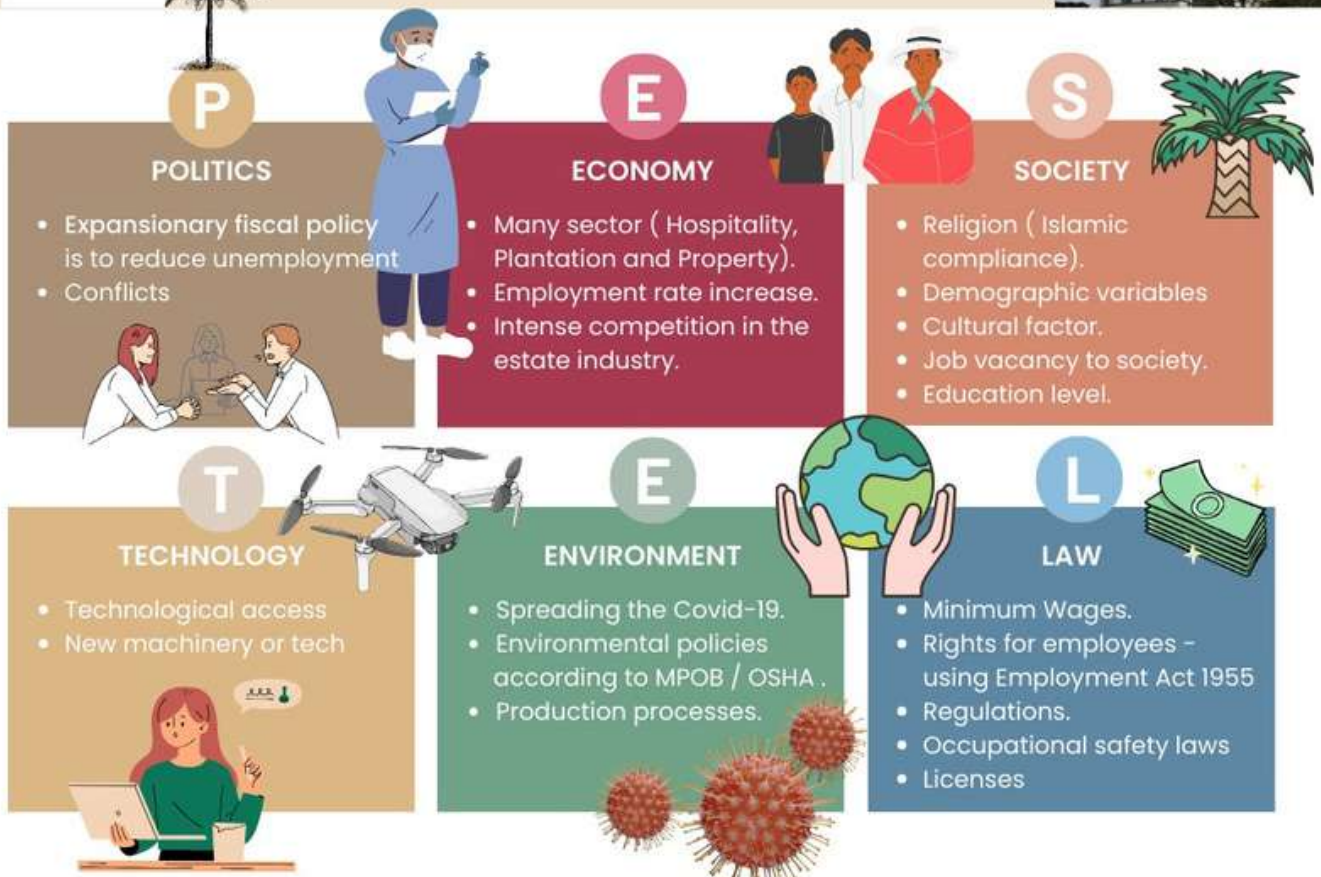 P
POLITICS
• Expansionary fiscal policy
is to reduce unemployment
• Conflicts
E
ECONOMY
• Many sector ( Hospitality,
Plantation and Property).
• Employment rate increase.
• Intense competition in the
estate industry.
S
SOCIETY
• Religion ( Islamic
compliance).
• Demographic variables
• Cultural factor.
• Job vacancy to society.
• Education level.
T
TECHNOLOGY
• Technological access
• New machinery or tech
E
ENVIRONMENT
• Spreading the Covid-19.
• Environmental policies
according to MPOB / OSHA .
• Production processes.
L
LAW
• Minimum Wages.
• Rights for employees -
using Employment Act 1955
• Regulations.
• Occupational safety laws
• Licenses